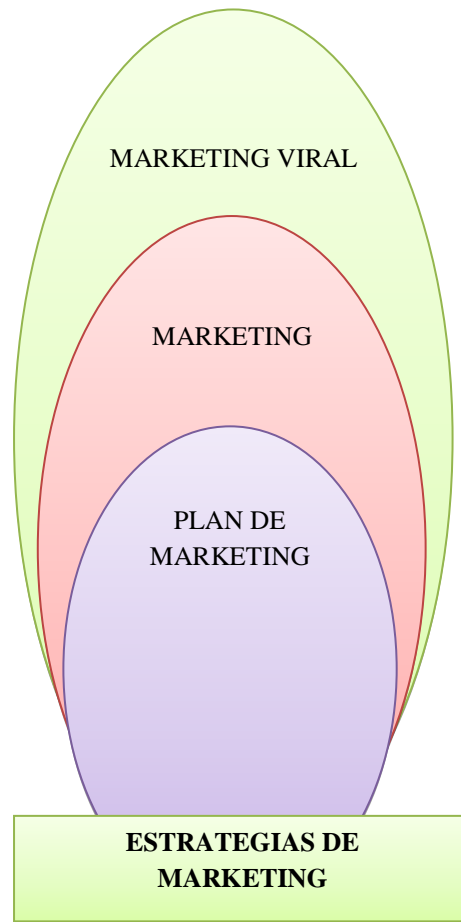 MARKETING VIRAL
MARKETING
PLAN DE
MARKETING
ESTRATEGIAS DE
MARKETING